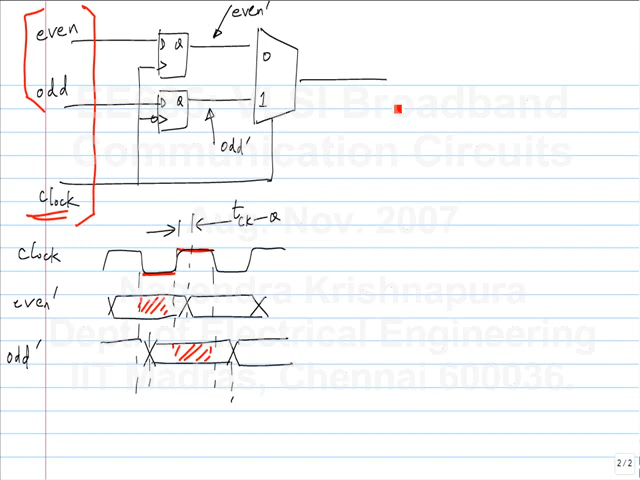 even
D Q
even'
0
odd
D Q
1
odd'
clock
EE685: VLSI Broadband
Communication Circuits
Aug-Nov. 2007
Nagendra Krishnapura
Dept of Electrical Engineering
IIT Madras, Chennai 600036.
t_ck-Q
clock
even'
odd'
2/2